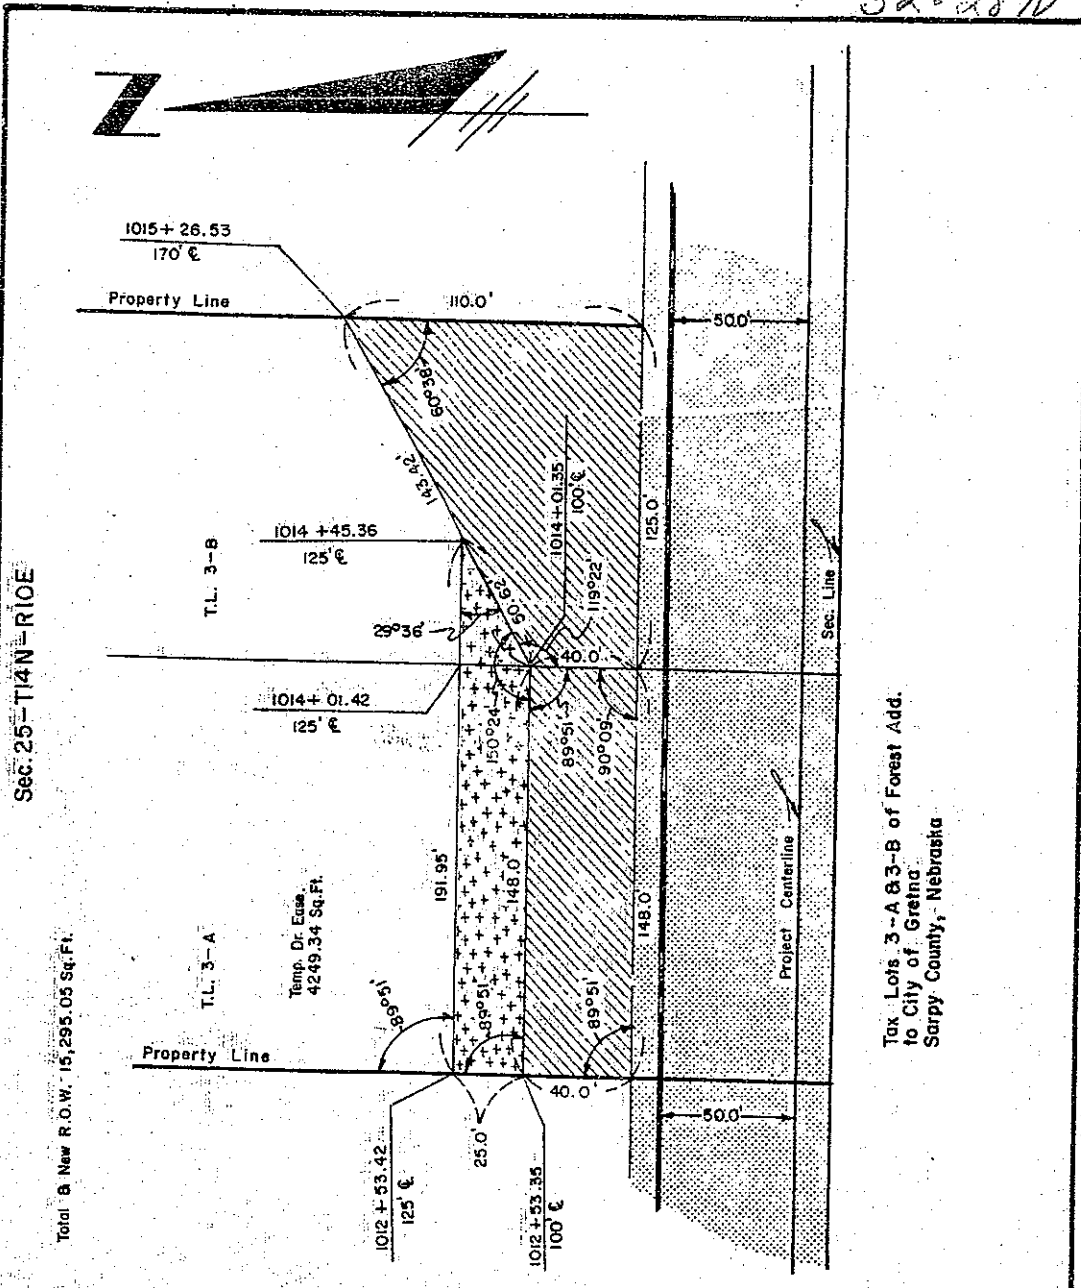 32-28N
Sec. 25-T14N-R10E
Total & New R.O.W. 15,295.05 Sq.Ft.
1015+26.53
170' ℄
Property Line
110.0'
50.0'
60°38'
143.42'
1014+01.35
100' ℄
1014+45.36
125' ℄
T.L. 3-B
125.0'
50.62'
119°22'
29°36'
40.0'
Sec. Line
1014+01.42
125' ℄
150°24'
89°51'
90°09'
191.95'
148.0'
148.0'
Project Centerline
T.L. 3-A
Temp. Dr. Ease.
4249.34 Sq.Ft.
89°51'
89°51'
89°51'
Property Line
40.0'
25.0'
50.0'
1012+53.42
125' ℄
1012+53.35
100' ℄
Tax Lots 3-A & 3-B of Forest Add.
to City of Gretna
Sarpy County, Nebraska